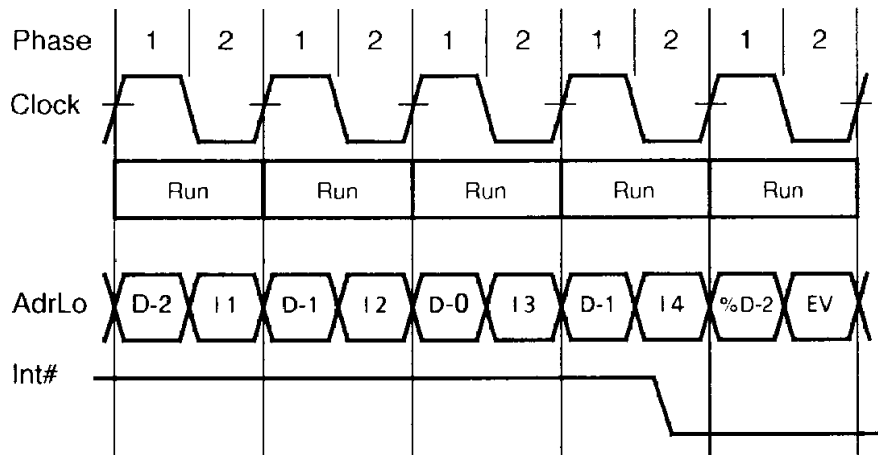 Phase 1 2 1 2 1 2 1 2 1 2
Clock
Run Run Run Run Run
AdrLo D-2 I1 D-1 I2 D-0 I3 D-1 I4 %D-2 EV
Int#